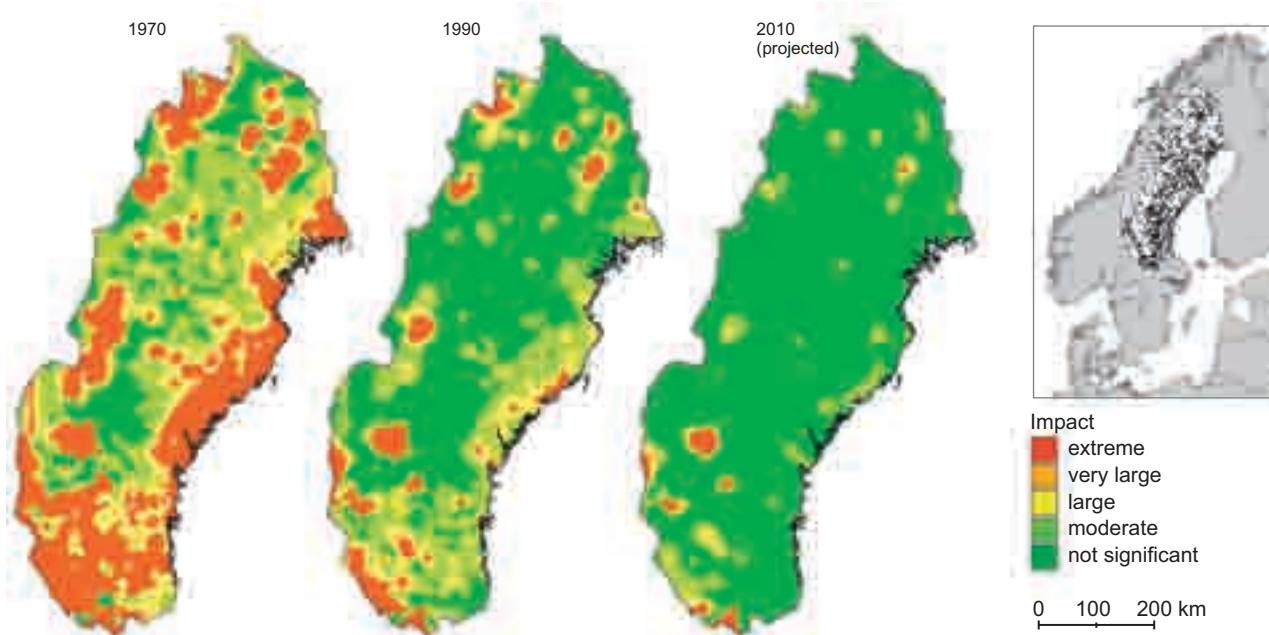 1970
1990
2010
(projected)
Impact
extreme
very large
large
moderate
not significant
0 100 200 km